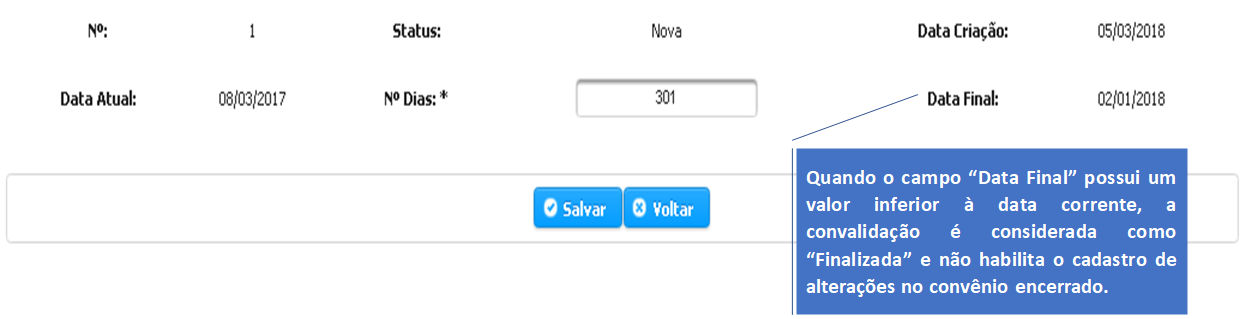 Nº: 1 Status: Nova Data Criação: 05/03/2018
Data Atual: 08/03/2017 Nº Dias: * 301 Data Final: 02/01/2018
Salvar Voltar
Quando o campo “Data Final” possui um
valor inferior à data corrente, a
convalidação é considerada como
“Finalizada” e não habilita o cadastro de
alterações no convênio encerrado.